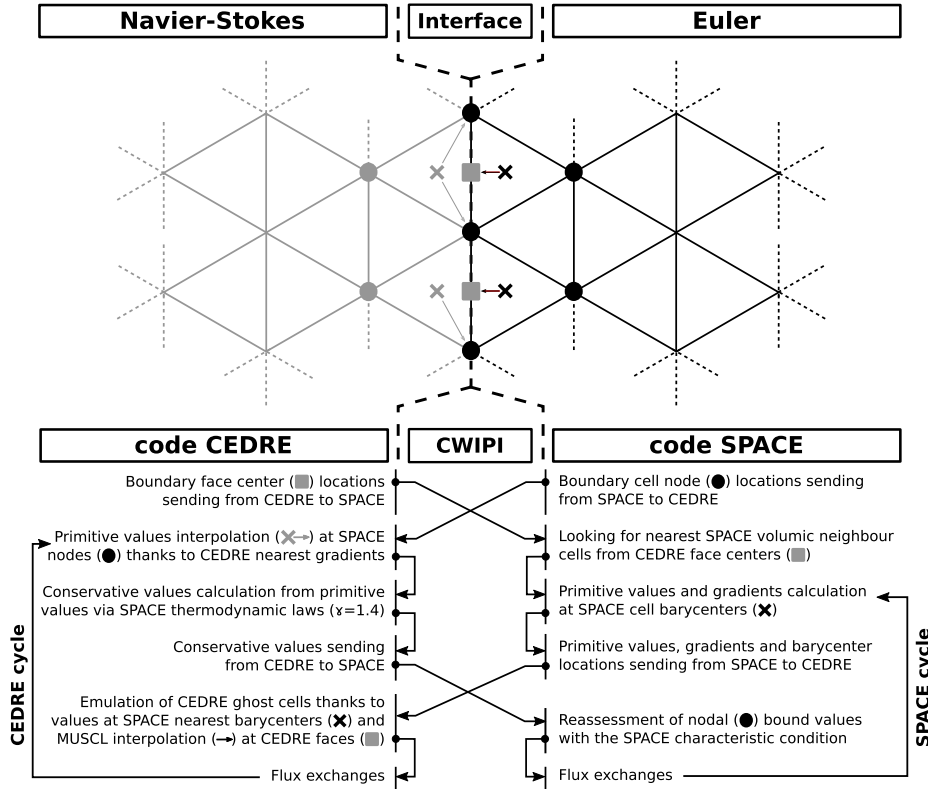 Navier-Stokes
Interface
Euler
code CEDRE
CWIPI
code SPACE
Boundary face center (■) locations
sending from CEDRE to SPACE
Primitive values interpolation (×→) at SPACE
nodes (●) thanks to CEDRE nearest gradients
Conservative values calculation from primitive
values via SPACE thermodynamic laws (ɤ=1.4)
Conservative values sending
from CEDRE to SPACE
Emulation of CEDRE ghost cells thanks to
values at SPACE nearest barycenters (×) and
MUSCL interpolation (→) at CEDRE faces (■)
Flux exchanges
CEDRE cycle
Boundary cell node (●) locations sending
from SPACE to CEDRE
Looking for nearest SPACE volumic neighbour
cells from CEDRE face centers (■)
Primitive values and gradients calculation
at SPACE cell barycenters (×)
Primitive values, gradients and barycenter
locations sending from SPACE to CEDRE
Reassessment of nodal (●) bound values
with the SPACE characteristic condition
Flux exchanges
SPACE cycle